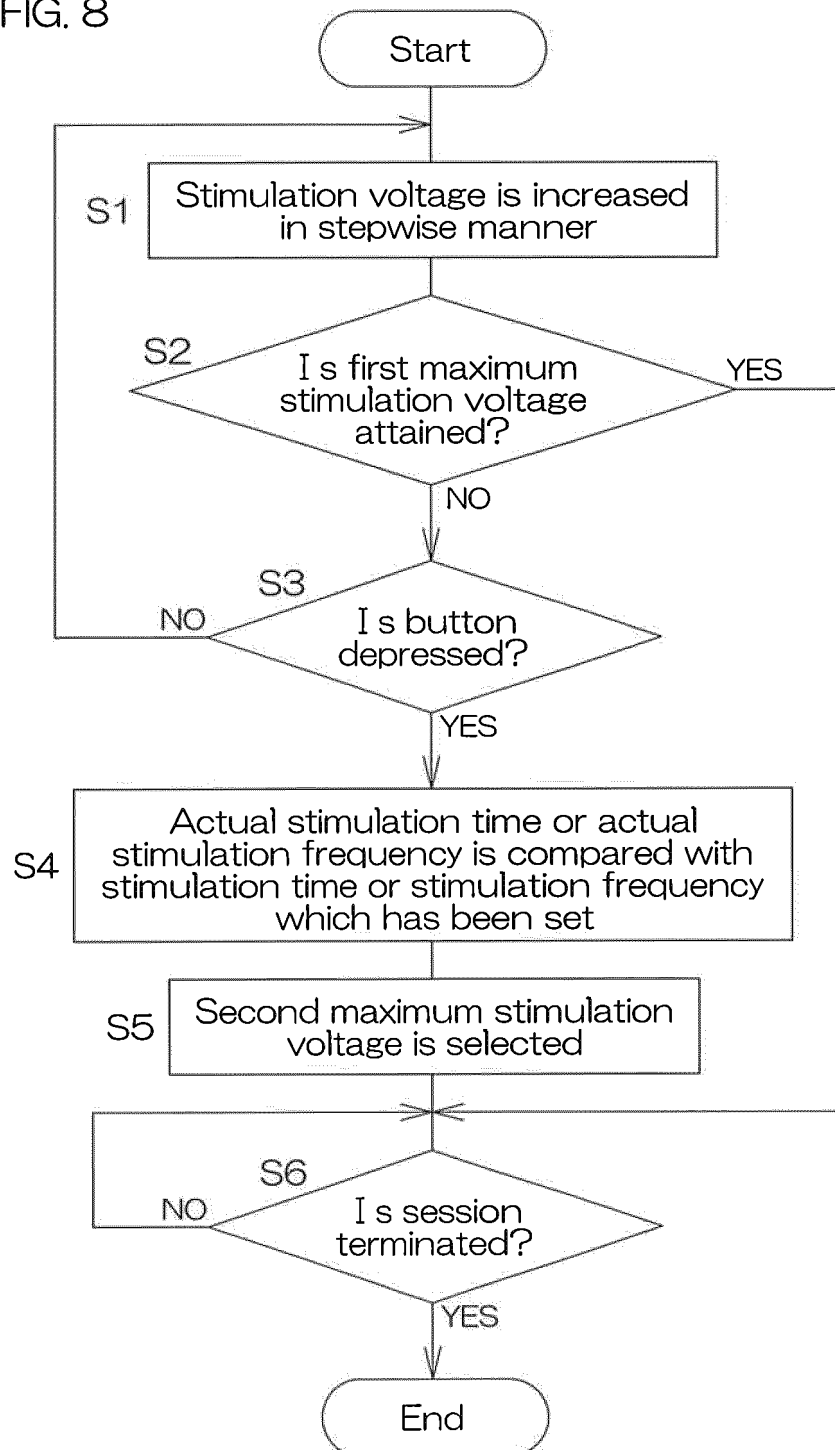 FIG. 8
Start
S1
Stimulation voltage is increased
in stepwise manner
S2
Is first maximum
stimulation voltage
attained?
YES
NO
S3
NO
Is button
depressed?
YES
S4
Actual stimulation time or actual
stimulation frequency is compared with
stimulation time or stimulation frequency
which has been set
S5
Second maximum stimulation
voltage is selected
S6
NO
Is session
terminated?
YES
End